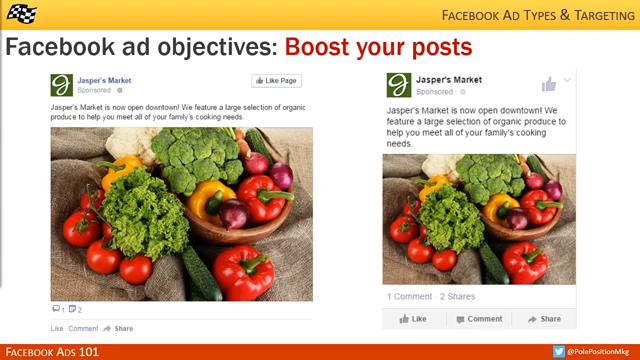 FACEBOOK AD TYPES & TARGETING
Facebook ad objectives: Boost your posts
Jasper's Market
Sponsored ·
Like Page
Jasper's Market is now open downtown! We feature a large selection of organic
produce to help you meet all of your family's cooking needs.
1 2
Like Comment Share
Jasper's Market
Sponsored ·
Jasper's Market is now open downtown! We
feature a large selection of organic produce to
help you meet all of your family's cooking
needs.
1 Comment · 2 Shares
Like Comment Share
FACEBOOK ADS 101
@PolePositionMkg